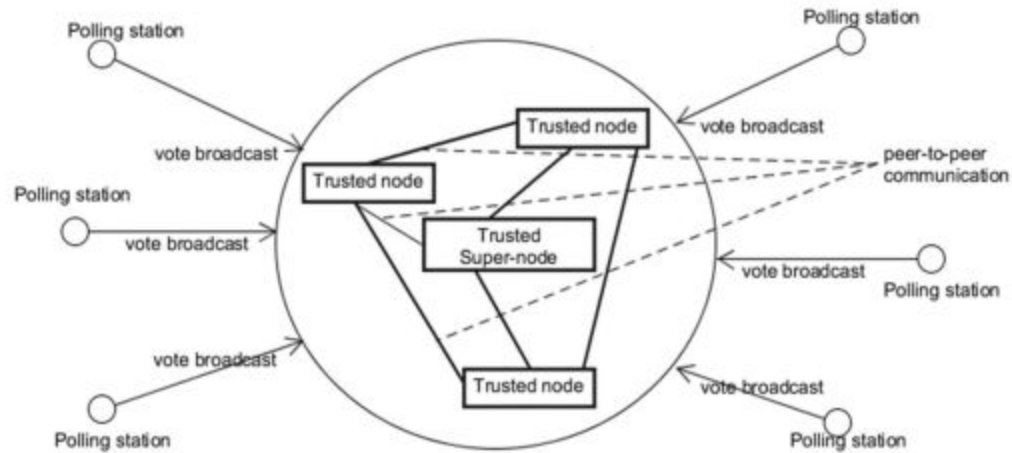 Polling station
Polling station
Trusted node
vote broadcast
vote broadcast
peer-to-peer
communication
Trusted node
Polling station
Trusted
Super-node
vote broadcast
vote broadcast
Polling station
vote broadcast
Trusted node
vote broadcast
Polling station
Polling station